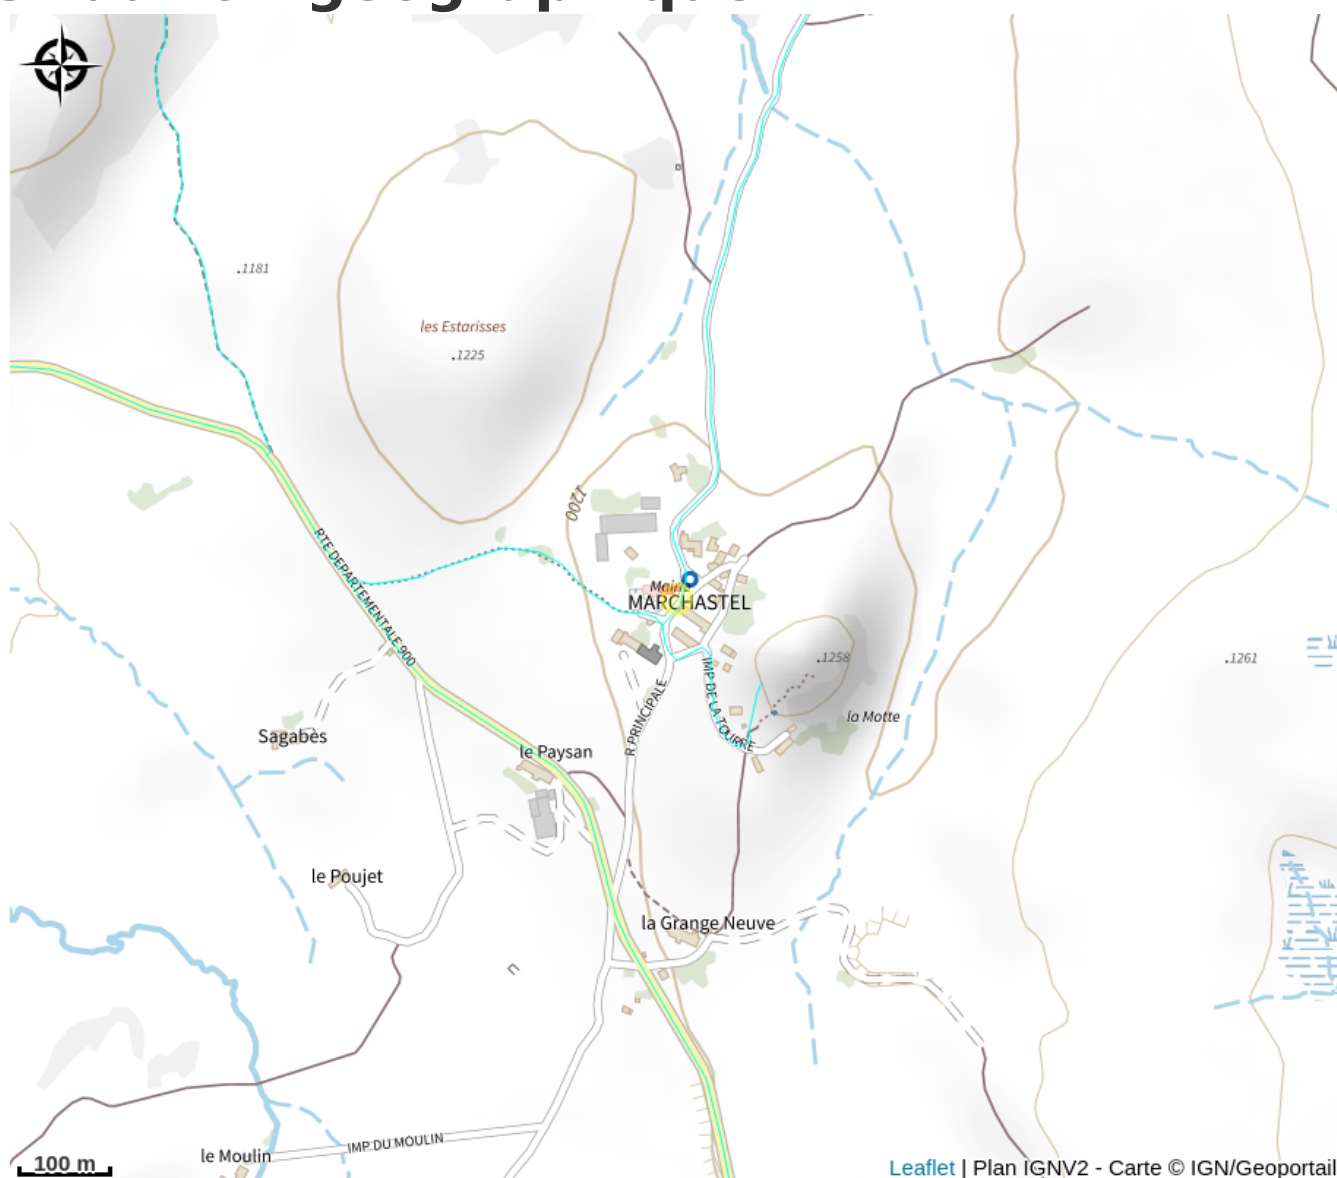 .1181
les Estarisses
.1225
1200
RTE DEPARTEMENTALE 900
Mairie
MARCHASTEL
.1258
.1261
IMP DE LA TOURRE
la Motte
R PRINCIPALE
Sagabès
le Paysan
le Poujet
la Grange Neuve
IMP DU MOULIN
le Moulin
100 m
Leaflet | Plan IGNV2 - Carte © IGN/Geoportail